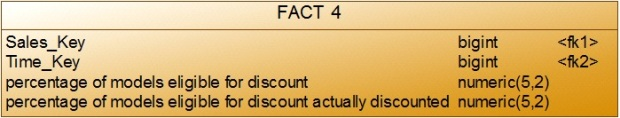 FACT 4
Sales_Key bigint <fk1>
Time_Key bigint <fk2>
percentage of models eligible for discount numeric(5,2)
percentage of models eligible for discount actually discounted numeric(5,2)